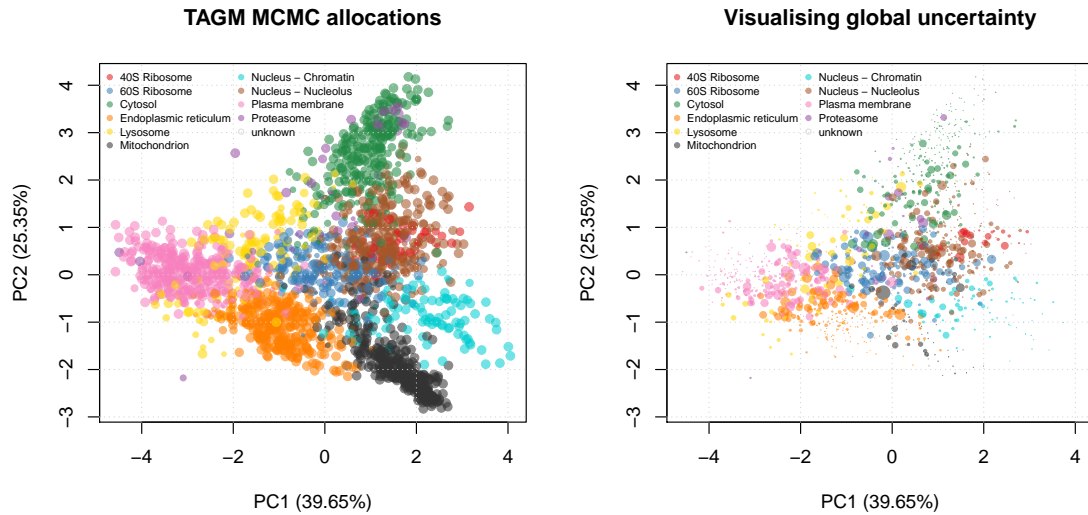 TAGM MCMC allocations
40S Ribosome
60S Ribosome
Cytosol
Endoplasmic reticulum
Lysosome
Mitochondrion
Nucleus − Chromatin
Nucleus − Nucleolus
Plasma membrane
Proteasome
unknown
4
3
2
1
0
−1
−2
−3
PC2 (25.35%)
−4
−2
0
2
4
PC1 (39.65%)
Visualising global uncertainty
40S Ribosome
60S Ribosome
Cytosol
Endoplasmic reticulum
Lysosome
Mitochondrion
Nucleus − Chromatin
Nucleus − Nucleolus
Plasma membrane
Proteasome
unknown
4
3
2
1
0
−1
−2
−3
PC2 (25.35%)
−4
−2
0
2
4
PC1 (39.65%)